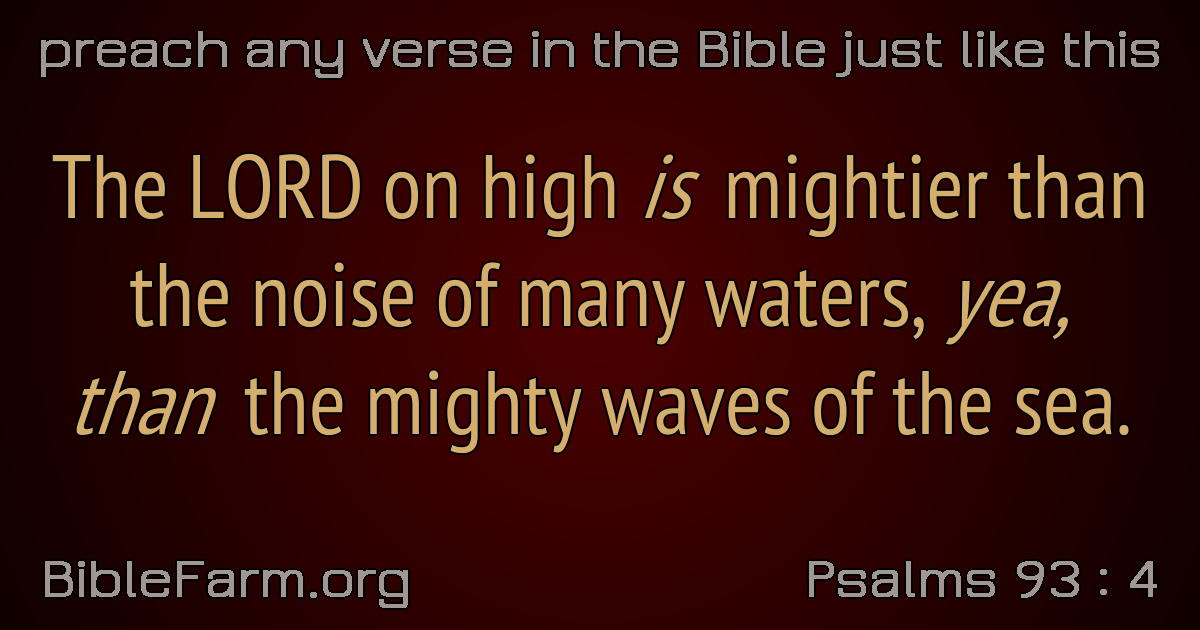 preach any verse in the Bible just like this
The LORD on high is mightier than
the noise of many waters, yea,
than the mighty waves of the sea.
BibleFarm.org
Psalms 93 : 4